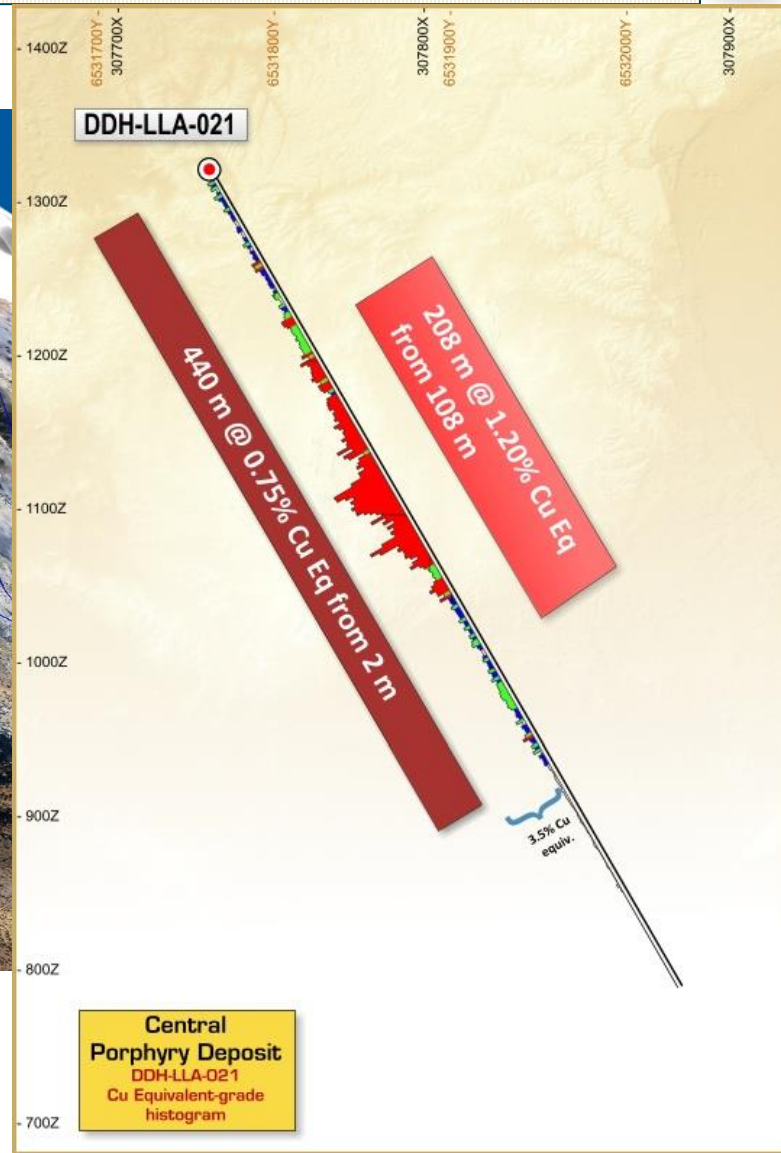 6531700Y -
307700X
6531800Y -
307800X
6531900Y -
6532000Y -
307900X
- 1400Z
DDH-LLA-021
- 1300Z
- 1200Z
208 m @ 1.20% Cu Eq
from 108 m
440 m @ 0.75% Cu Eq from 2 m
- 1100Z
- 1000Z
- 900Z
3.5% Cu
equiv.
- 800Z
Central
Porphyry Deposit
DDH-LLA-021
Cu Equivalent-grade
histogram
- 700Z